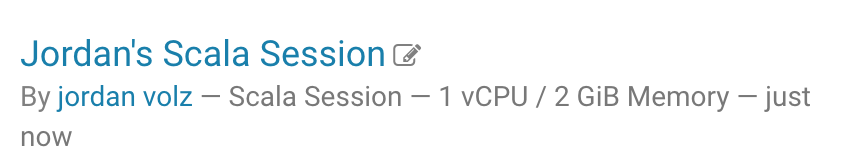 Jordan's Scala Session
By jordan volz — Scala Session — 1 vCPU / 2 GiB Memory — just
now